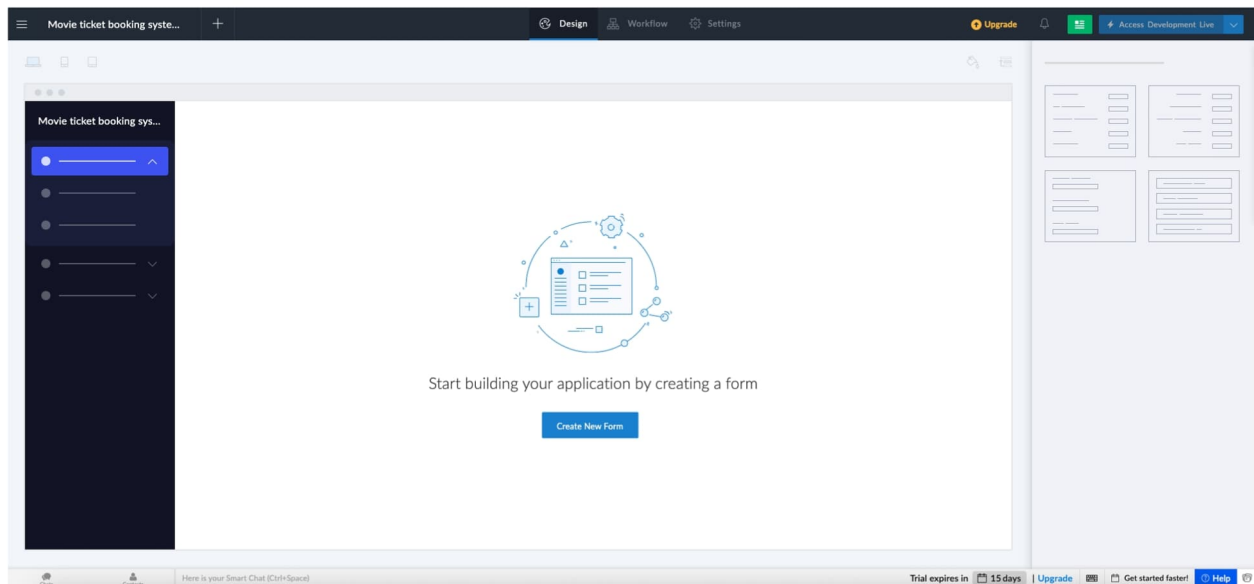 Movie ticket booking syste...
Design
Workflow
Settings
Upgrade
Access Development Live
Movie ticket booking sys...
Start building your application by creating a form
Create New Form
Here is your Smart Chat (Ctrl+Space)
Trial expires in 15 days | Upgrade
Get started faster!
Help